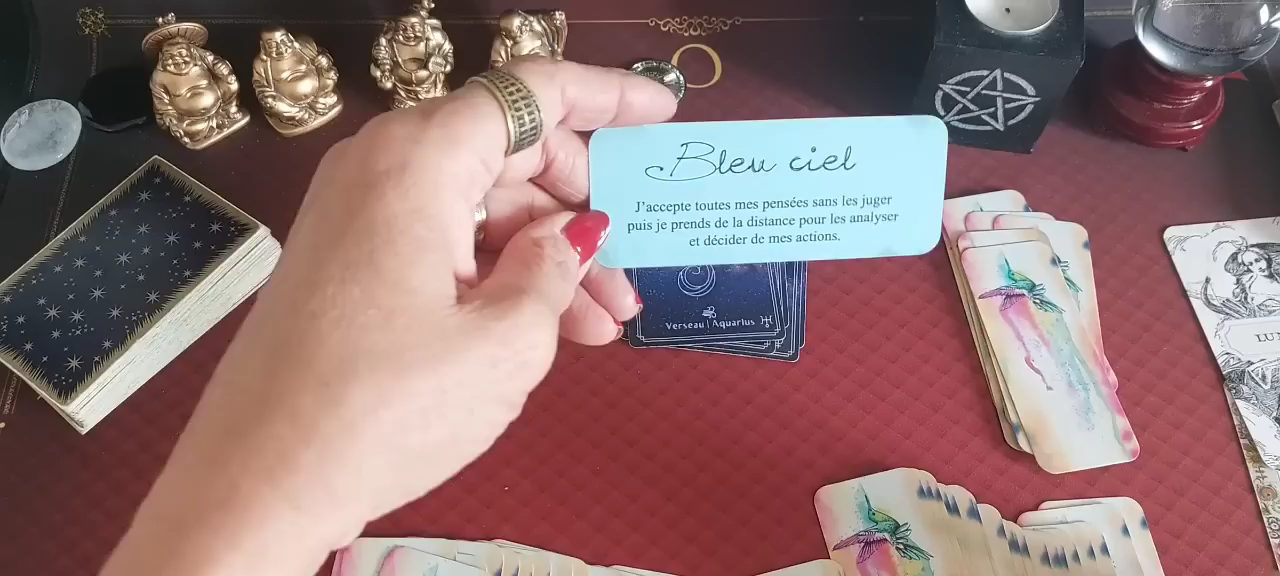 Bleu ciel
J'accepte toutes mes pensées sans les juger
puis je prends de la distance pour les analyser
et décider de mes actions.
Verseau | Aquarius